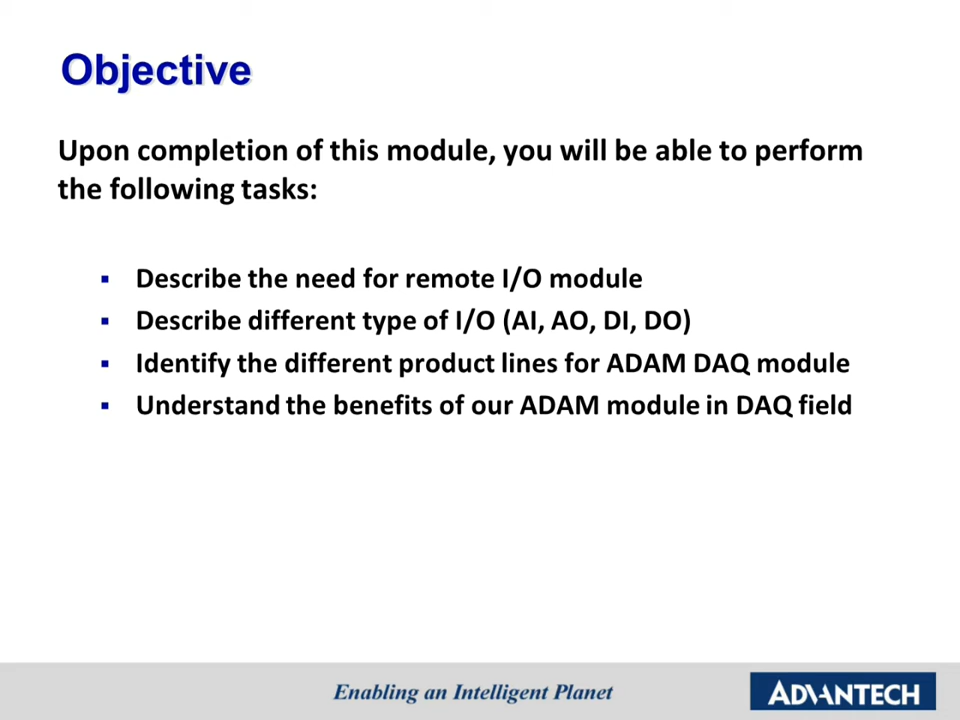 Objective
Upon completion of this module, you will be able to perform
the following tasks:
▪ Describe the need for remote I/O module
▪ Describe different type of I/O (AI, AO, DI, DO)
▪ Identify the different product lines for ADAM DAQ module
▪ Understand the benefits of our ADAM module in DAQ field
Enabling an Intelligent Planet
ADVANTECH